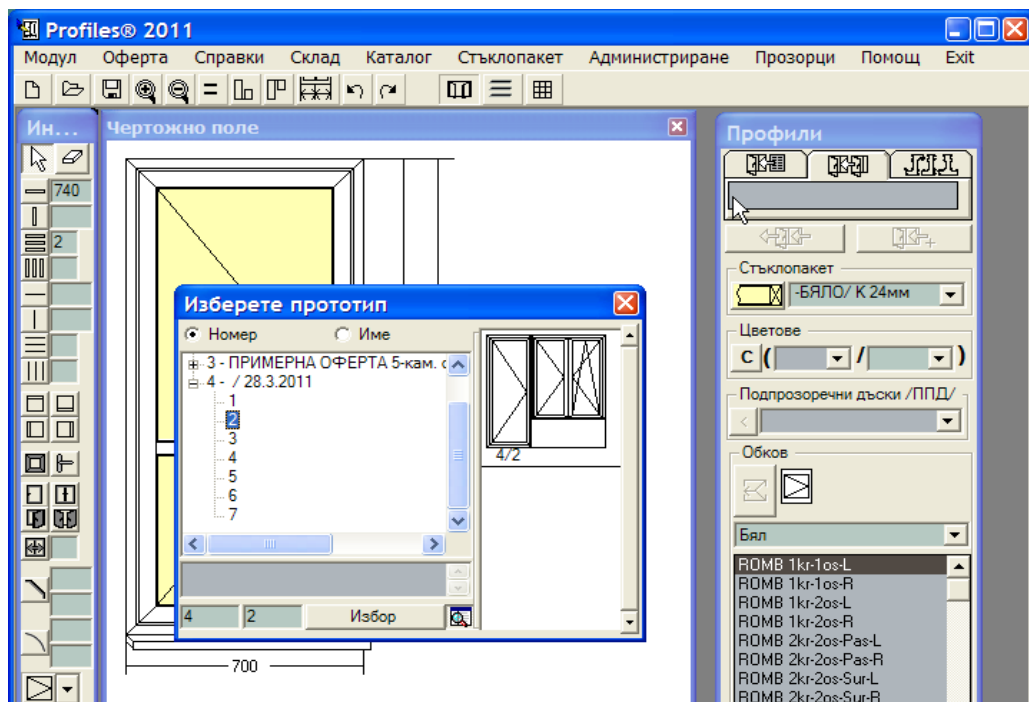 Profiles® 2011
Модул Оферта Справки Склад Каталог Стъклопакет Администриране Прозорци Помощ Exit
Ин...
740
2
Чертожно поле
700
Изберете прототип
Номер Име
3 - ПРИМЕРНА ОФЕРТА 5-кам. с
4 - / 28.3.2011
1
2
3
4
5
6
7
4 2 Избор
4/2
Профили
Стъклопакет
-БЯЛО/ К 24мм
Цветове
C ( / )
Подпрозоречни дъски /ППД/
<
Обков
Бял
ROMB 1kr-1os-L
ROMB 1kr-1os-R
ROMB 1kr-2os-L
ROMB 1kr-2os-R
ROMB 2kr-2os-Pas-L
ROMB 2kr-2os-Pas-R
ROMB 2kr-2os-Sur-L
ROMB 2kr-2os-Sur-R